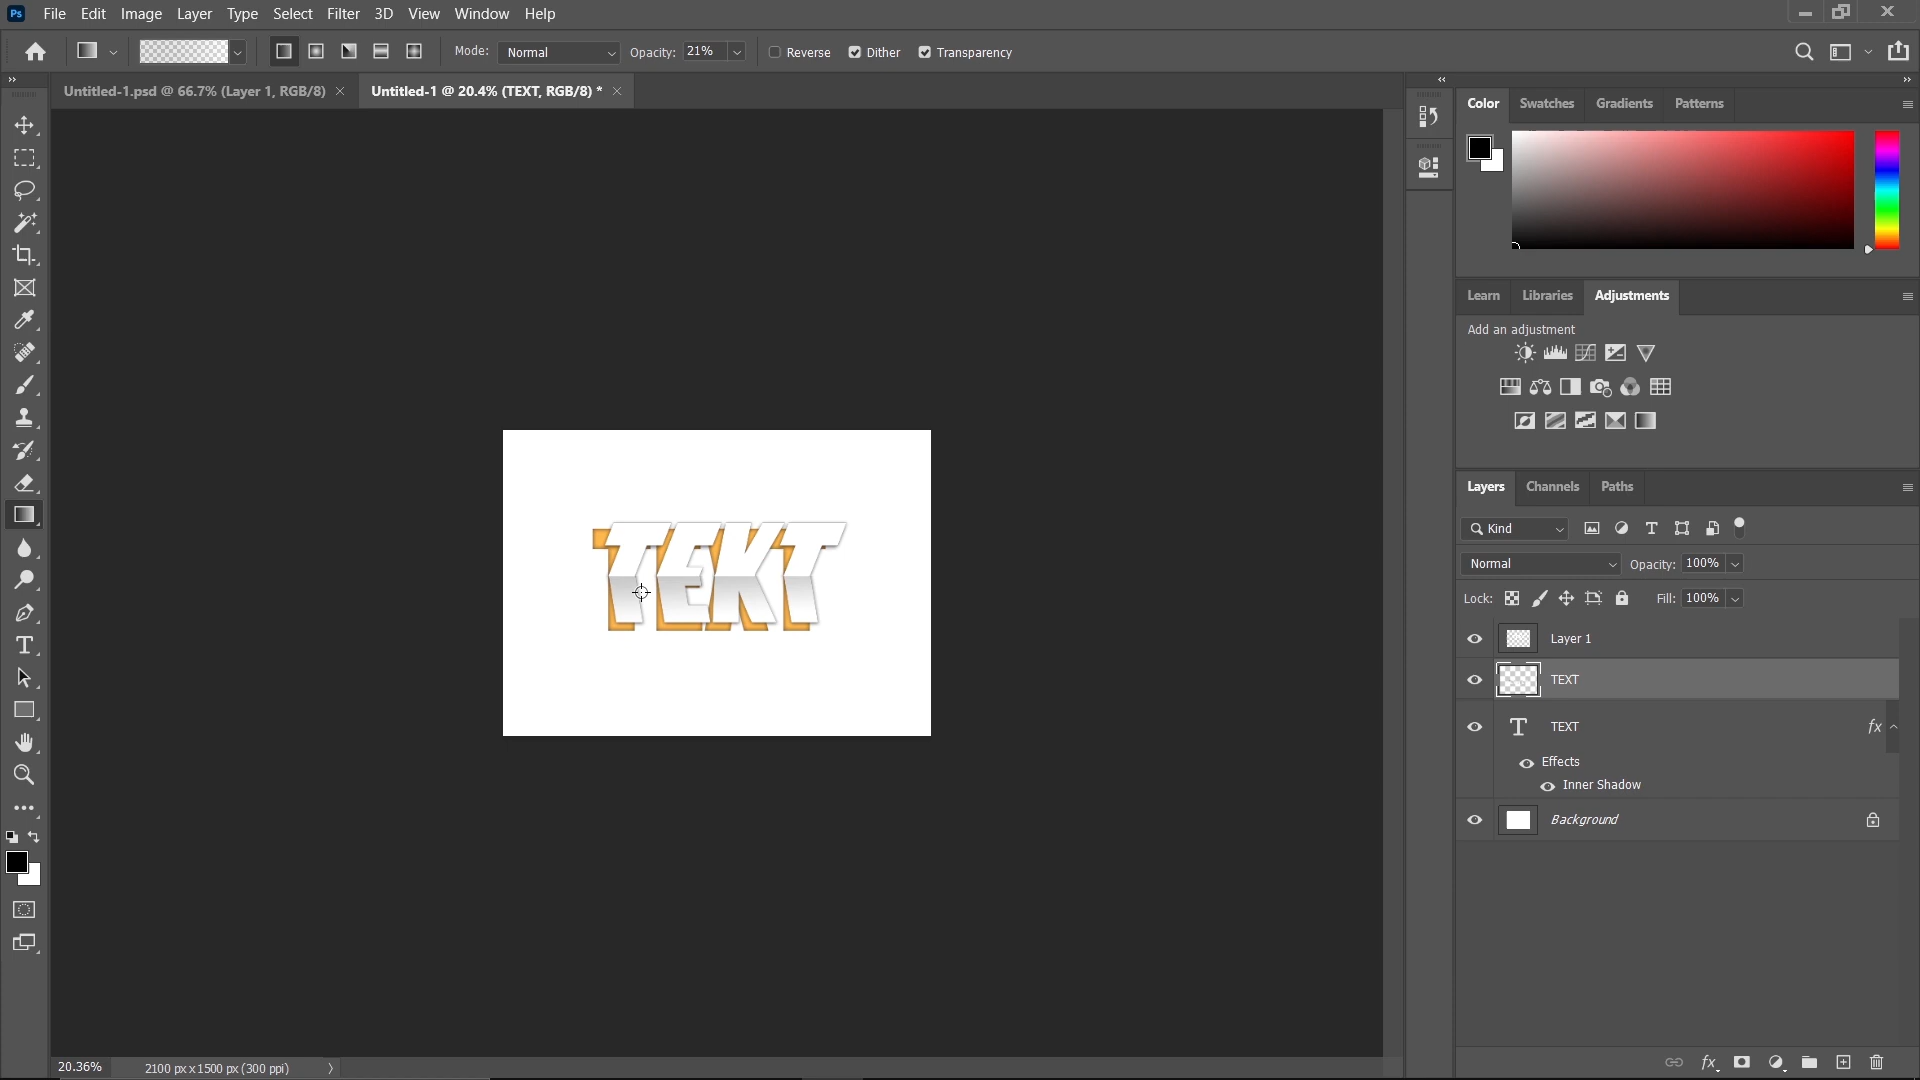 Ps File Edit Image Layer Type Select Filter 3D View Window Help
Mode: Normal Opacity: 21% Reverse Dither Transparency
Untitled-1.psd @ 66.7% (Layer 1, RGB/8) × Untitled-1 @ 20.4% (TEXT, RGB/8) * ×
Color Swatches Gradients Patterns
Learn Libraries Adjustments
Add an adjustment
Layers Channels Paths
Kind
Normal Opacity: 100%
Lock: Fill: 100%
TEXT
Layer 1
TEXT
T TEXT fx
Effects
Inner Shadow
Background
20.36% 2100 px x 1500 px (300 ppi)
fx